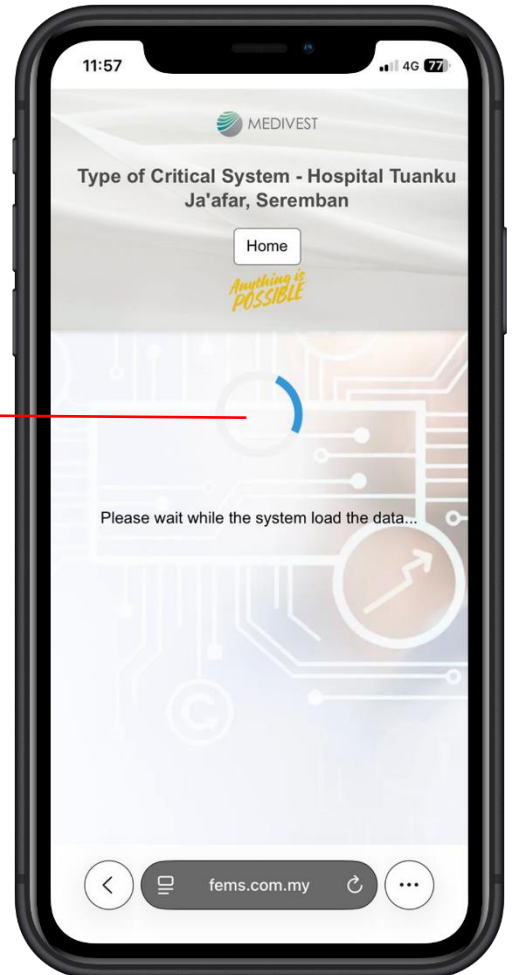 11:57
4G 77
MEDIVEST
Type of Critical System - Hospital Tuanku
Ja'afar, Seremban
Home
Anything is
POSSIBLE
Please wait while the system load the data...
fems.com.my